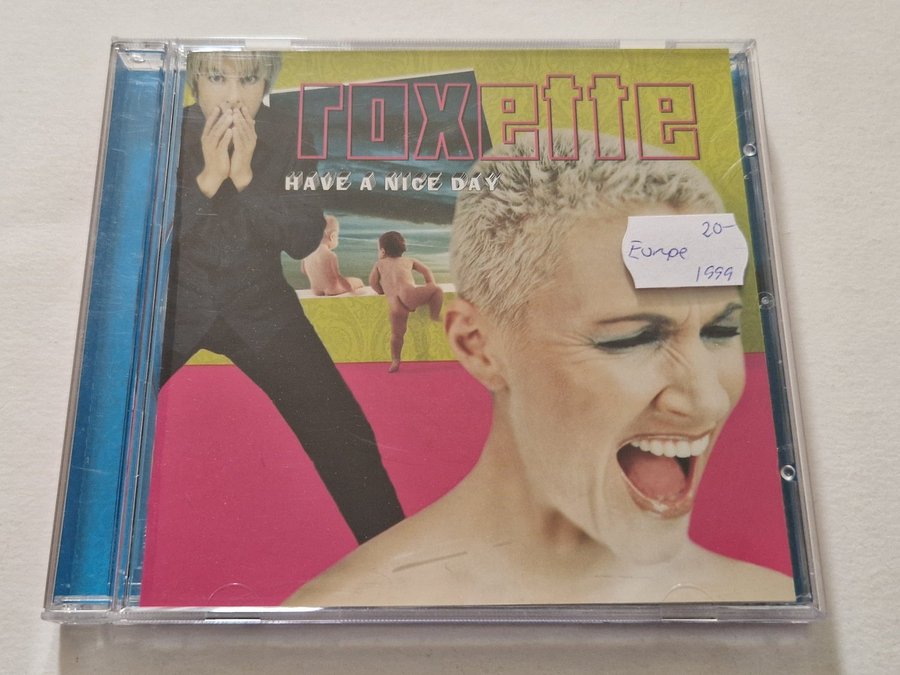 roxette
HAVE A NICE DAY
20-
Europe
1999